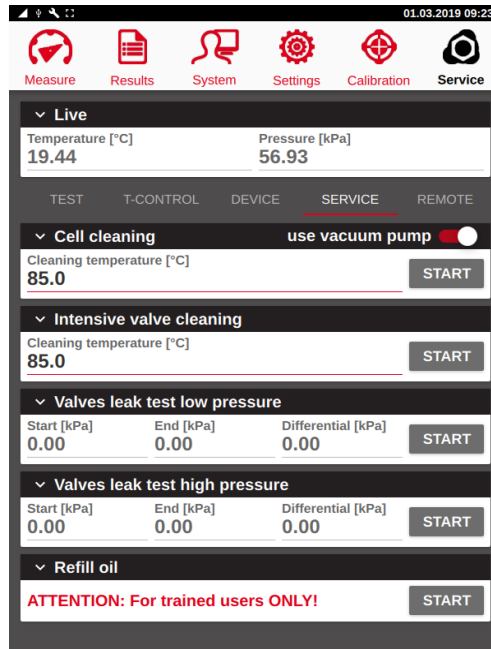 01.03.2019 09:23
Measure Results System Settings Calibration Service
Live
Temperature [°C] Pressure [kPa]
19.44 56.93
TEST T-CONTROL DEVICE SERVICE REMOTE
Cell cleaning use vacuum pump
Cleaning temperature [°C]
85.0 START
Intensive valve cleaning
Cleaning temperature [°C]
85.0 START
Valves leak test low pressure
Start [kPa] End [kPa] Differential [kPa]
0.00 0.00 0.00 START
Valves leak test high pressure
Start [kPa] End [kPa] Differential [kPa]
0.00 0.00 0.00 START
Refill oil
ATTENTION: For trained users ONLY! START